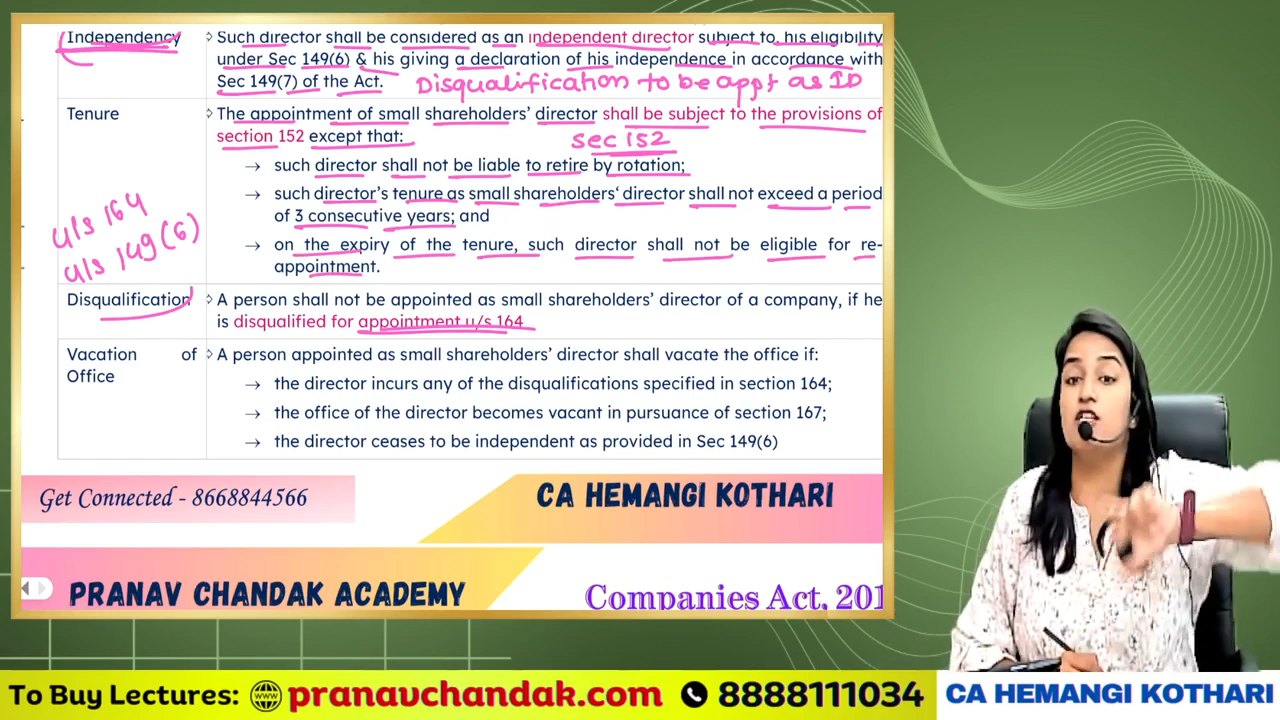 Independency
Such director shall be considered as an independent director subject to, his eligibility
under Sec 149(6) & his giving a declaration of his independence in accordance with
Sec 149(7) of the Act.
Disqualification to be appt as ID
Tenure
The appointment of small shareholders' director shall be subject to the provisions of
section 152 except that:
sec 152
→ such director shall not be liable to retire by rotation;
→ such director's tenure as small shareholders' director shall not exceed a period
of 3 consecutive years; and
→ on the expiry of the tenure, such director shall not be eligible for re-
appointment.
u/s 164
u/s 149(6)
Disqualification
A person shall not be appointed as small shareholders' director of a company, if he
is disqualified for appointment u/s 164
Vacation of
Office
A person appointed as small shareholders' director shall vacate the office if:
→ the director incurs any of the disqualifications specified in section 164;
→ the office of the director becomes vacant in pursuance of section 167;
→ the director ceases to be independent as provided in Sec 149(6)
Get Connected - 8668844566
CA HEMANGI KOTHARI
PRANAV CHANDAK ACADEMY
Companies Act, 201
To Buy Lectures: pranavchandak.com 8888111034
CA HEMANGI KOTHARI